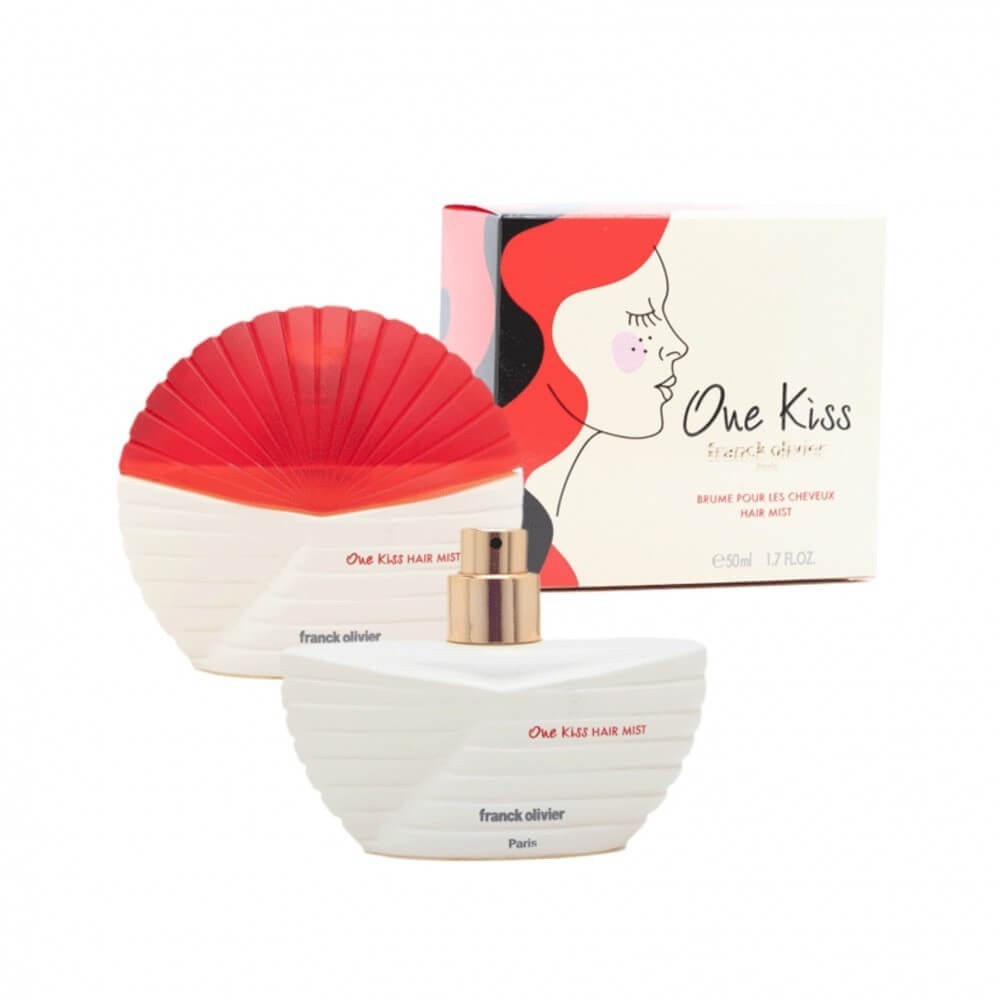 One Kiss
franck olivier
Paris
BRUME POUR LES CHEVEUX
HAIR MIST
℮50ml 1.7 FL.OZ.
One Kiss HAIR MIST
franck olivier
One Kiss HAIR MIST
franck olivier
Paris